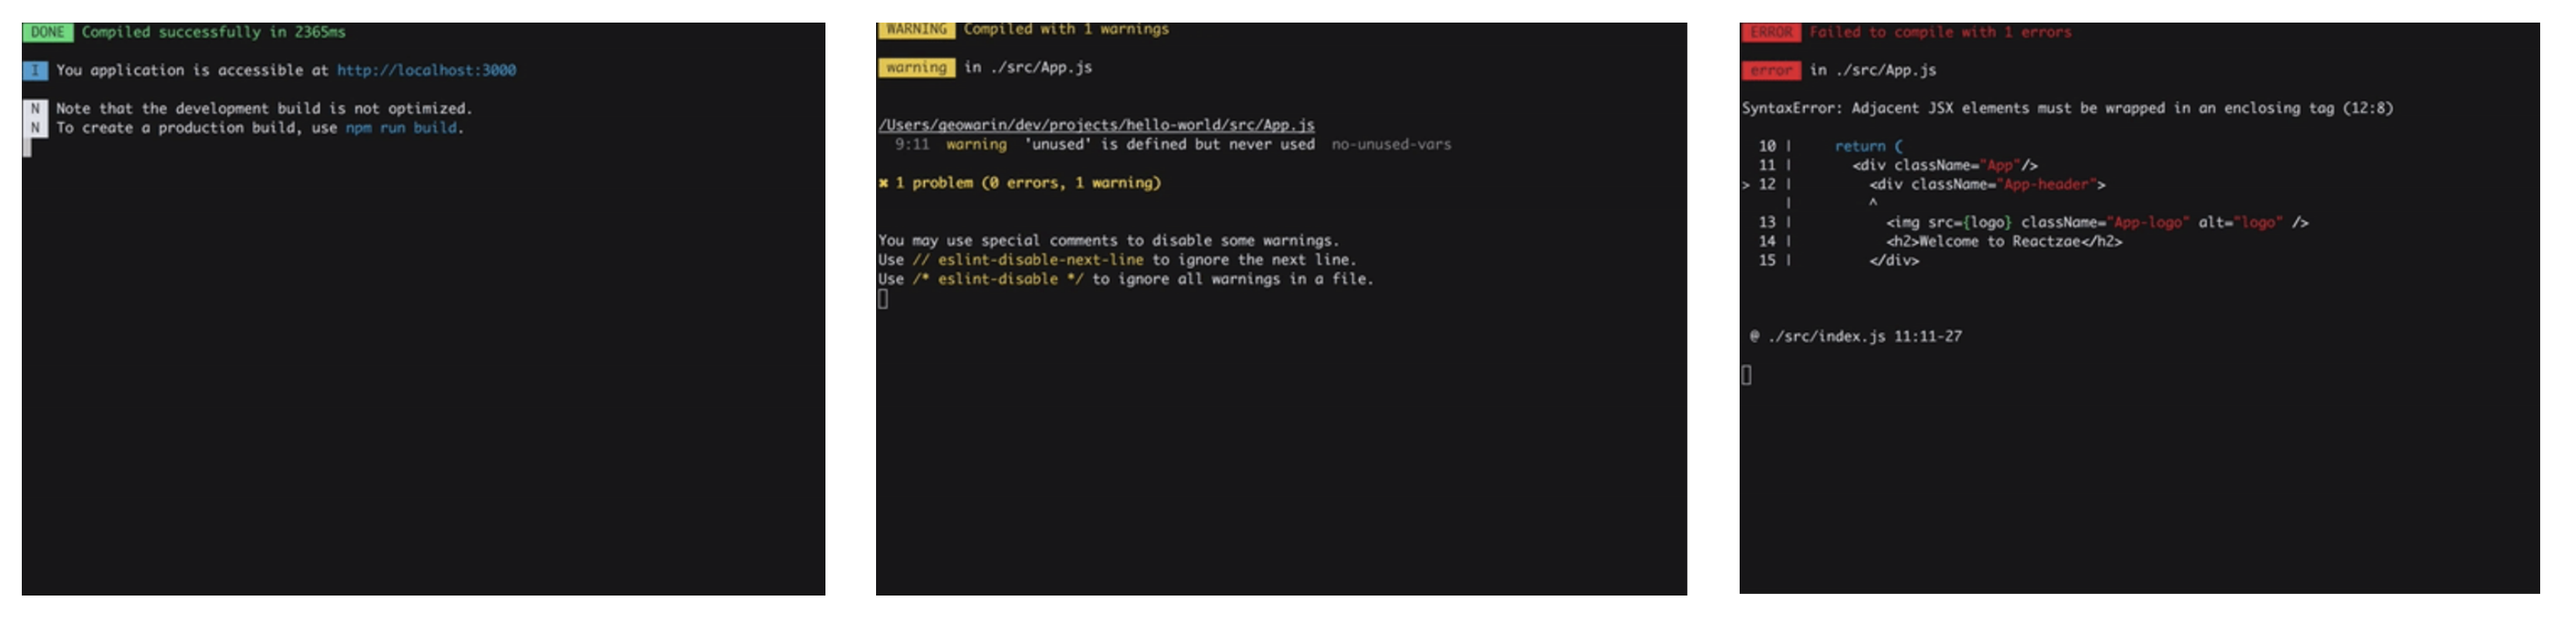 DONE Compiled successfully in 2365ms
I You application is accessible at http://localhost:3000
N Note that the development build is not optimized.
N To create a production build, use npm run build.
WARNING Compiled with 1 warnings
warning in ./src/App.js
/Users/geowarin/dev/projects/hello-world/src/App.js
9:11 warning 'unused' is defined but never used no-unused-vars
✖ 1 problem (0 errors, 1 warning)
You may use special comments to disable some warnings.
Use // eslint-disable-next-line to ignore the next line.
Use /* eslint-disable */ to ignore all warnings in a file.
ERROR Failed to compile with 1 errors
error in ./src/App.js
SyntaxError: Adjacent JSX elements must be wrapped in an enclosing tag (12:8)
10 | return (
11 | <div className="App"/>
> 12 | <div className="App-header">
| ^
13 | <img src={logo} className="App-logo" alt="logo" />
14 | <h2>Welcome to Reactzae</h2>
15 | </div>
@ ./src/index.js 11:11-27